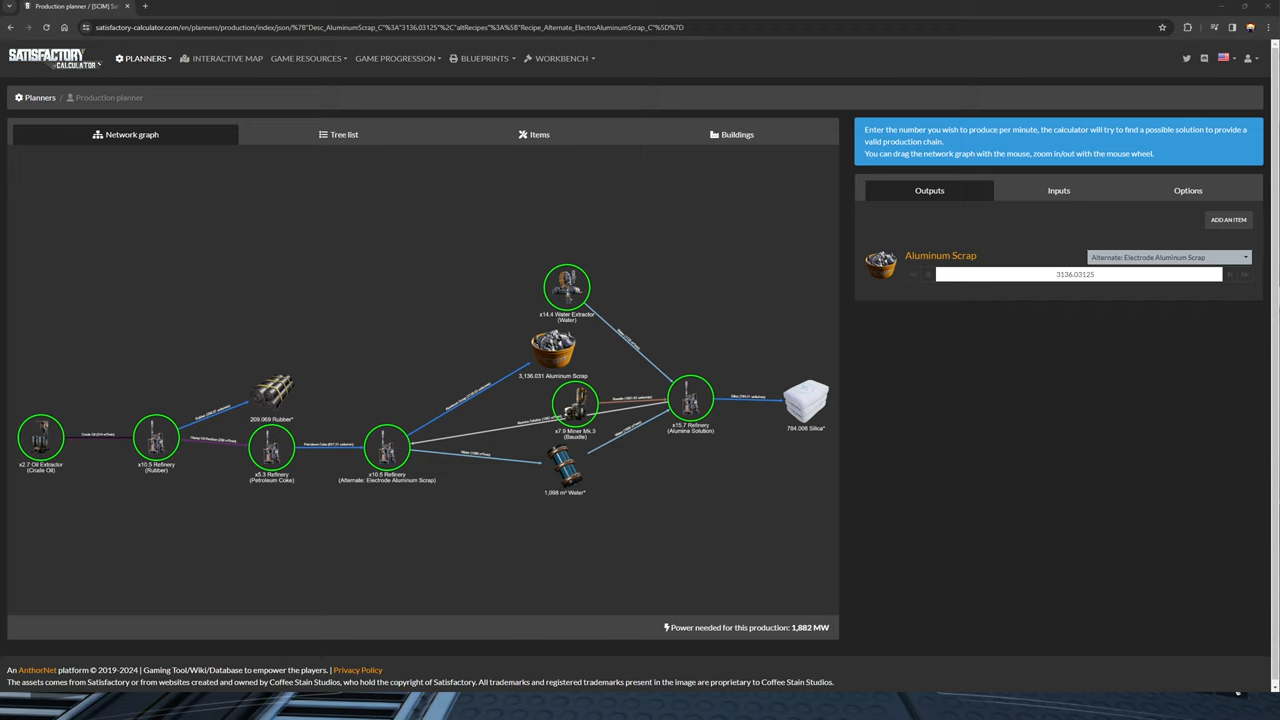 Production planner / [SCIM] Sa
satisfactory-calculator.com/en/planners/production/index/json/%7B"Desc_AluminumScrap_C"%3A"3136.03125"%2C"altRecipes"%3A%5B"Recipe_Alternate_ElectroAluminumScrap_C"%5D%7D
SATISFACTORY
CALCULATOR
PLANNERS
INTERACTIVE MAP
GAME RESOURCES
GAME PROGRESSION
BLUEPRINTS
WORKBENCH
Planners / Production planner
Network graph
Tree list
Items
Buildings
Enter the number you wish to produce per minute, the calculator will try to find a possible solution to provide a
valid production chain.
You can drag the network graph with the mouse, zoom in/out with the mouse wheel.
Outputs
Inputs
Options
ADD AN ITEM
Aluminum Scrap
Alternate: Electrode Aluminum Scrap
3136.03125
x14.4 Water Extractor
(Water)
3,136.031 Aluminum Scrap
209.069 Rubber*
x7.9 Miner Mk.3
(Bauxite)
x15.7 Refinery
(Alumina Solution)
784.008 Silica*
x2.7 Oil Extractor
(Crude Oil)
x10.5 Refinery
(Rubber)
x5.3 Refinery
(Petroleum Coke)
x10.5 Refinery
(Alternate: Electrode Aluminum Scrap)
1,098 m³ Water*
Power needed for this production: 1,882 MW
An AnthorNet platform © 2019-2024 | Gaming Tool/Wiki/Database to empower the players. | Privacy Policy
The assets comes from Satisfactory or from websites created and owned by Coffee Stain Studios, who hold the copyright of Satisfactory. All trademarks and registered trademarks present in the image are proprietary to Coffee Stain Studios.